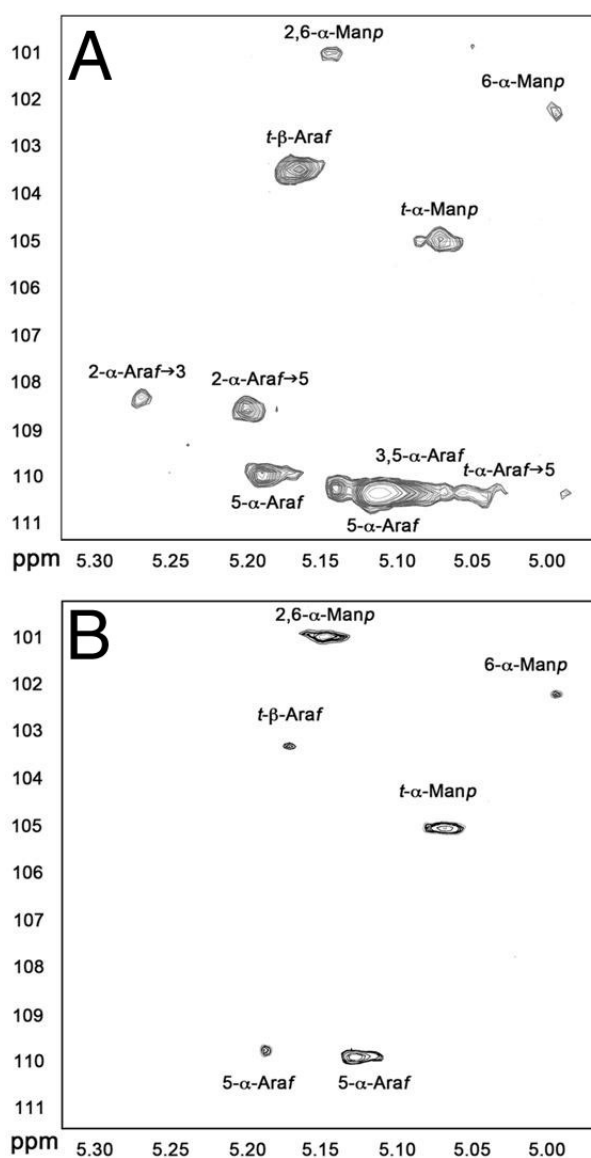 A
2,6-α-Manp
101
6-α-Manp
102
t-β-Araf
103
t-α-Manp
104
105
106
107
2-α-Araf→3 2-α-Araf→5
108
109
3,5-α-Araf
110
t-α-Araf→5
5-α-Araf
5-α-Araf
111
ppm 5.30 5.25 5.20 5.15 5.10 5.05 5.00
B
2,6-α-Manp
101
6-α-Manp
102
t-β-Araf
103
104
t-α-Manp
105
106
107
108
109
110
5-α-Araf 5-α-Araf
111
ppm 5.30 5.25 5.20 5.15 5.10 5.05 5.00